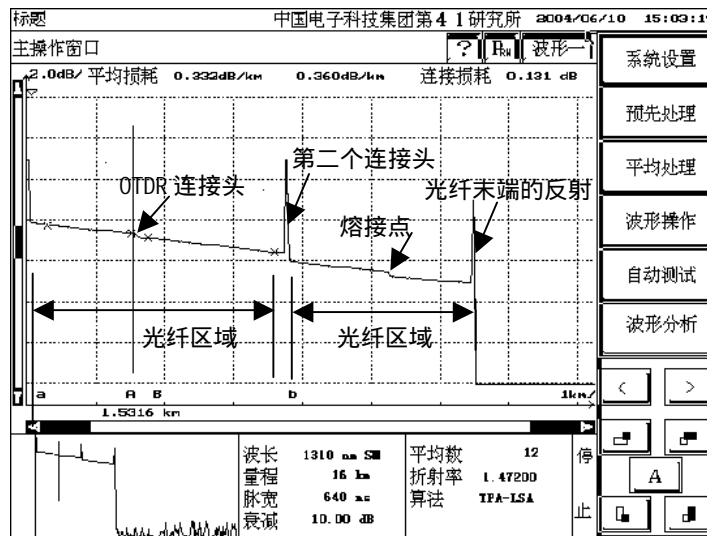 标题 中国电子科技集团第41研究所 2004/06/10 15:03:1
主操作窗口 ? 波形一
2.0dB/ 平均损耗 0.332dB/km 0.360dB/km 连接损耗 0.131 dB
系统设置
预先处理
平均处理
波形操作
自动测试
波形分析
第二个连接头
OTDR 连接头
光纤末端的反射
熔接点
光纤区域 光纤区域
a A B b 1km/
1.5316 km
< >
A
波长 1310 nm SM
量程 16 km
脉宽 640 ns
衰减 10.00 dB
平均数 12
折射率 1.47200
算法 TPA-LSA
停
止